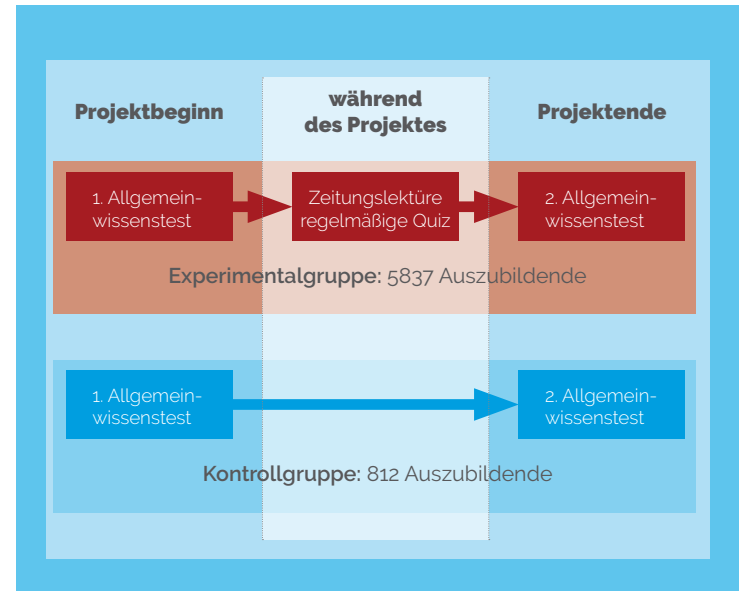 Projektbeginn
während
des Projektes
Projektende
1. Allgemein-
wissenstest
Zeitungslektüre
regelmäßige Quiz
2. Allgemein-
wissenstest
Experimentalgruppe: 5837 Auszubildende
1. Allgemein-
wissenstest
2. Allgemein-
wissenstest
Kontrollgruppe: 812 Auszubildende